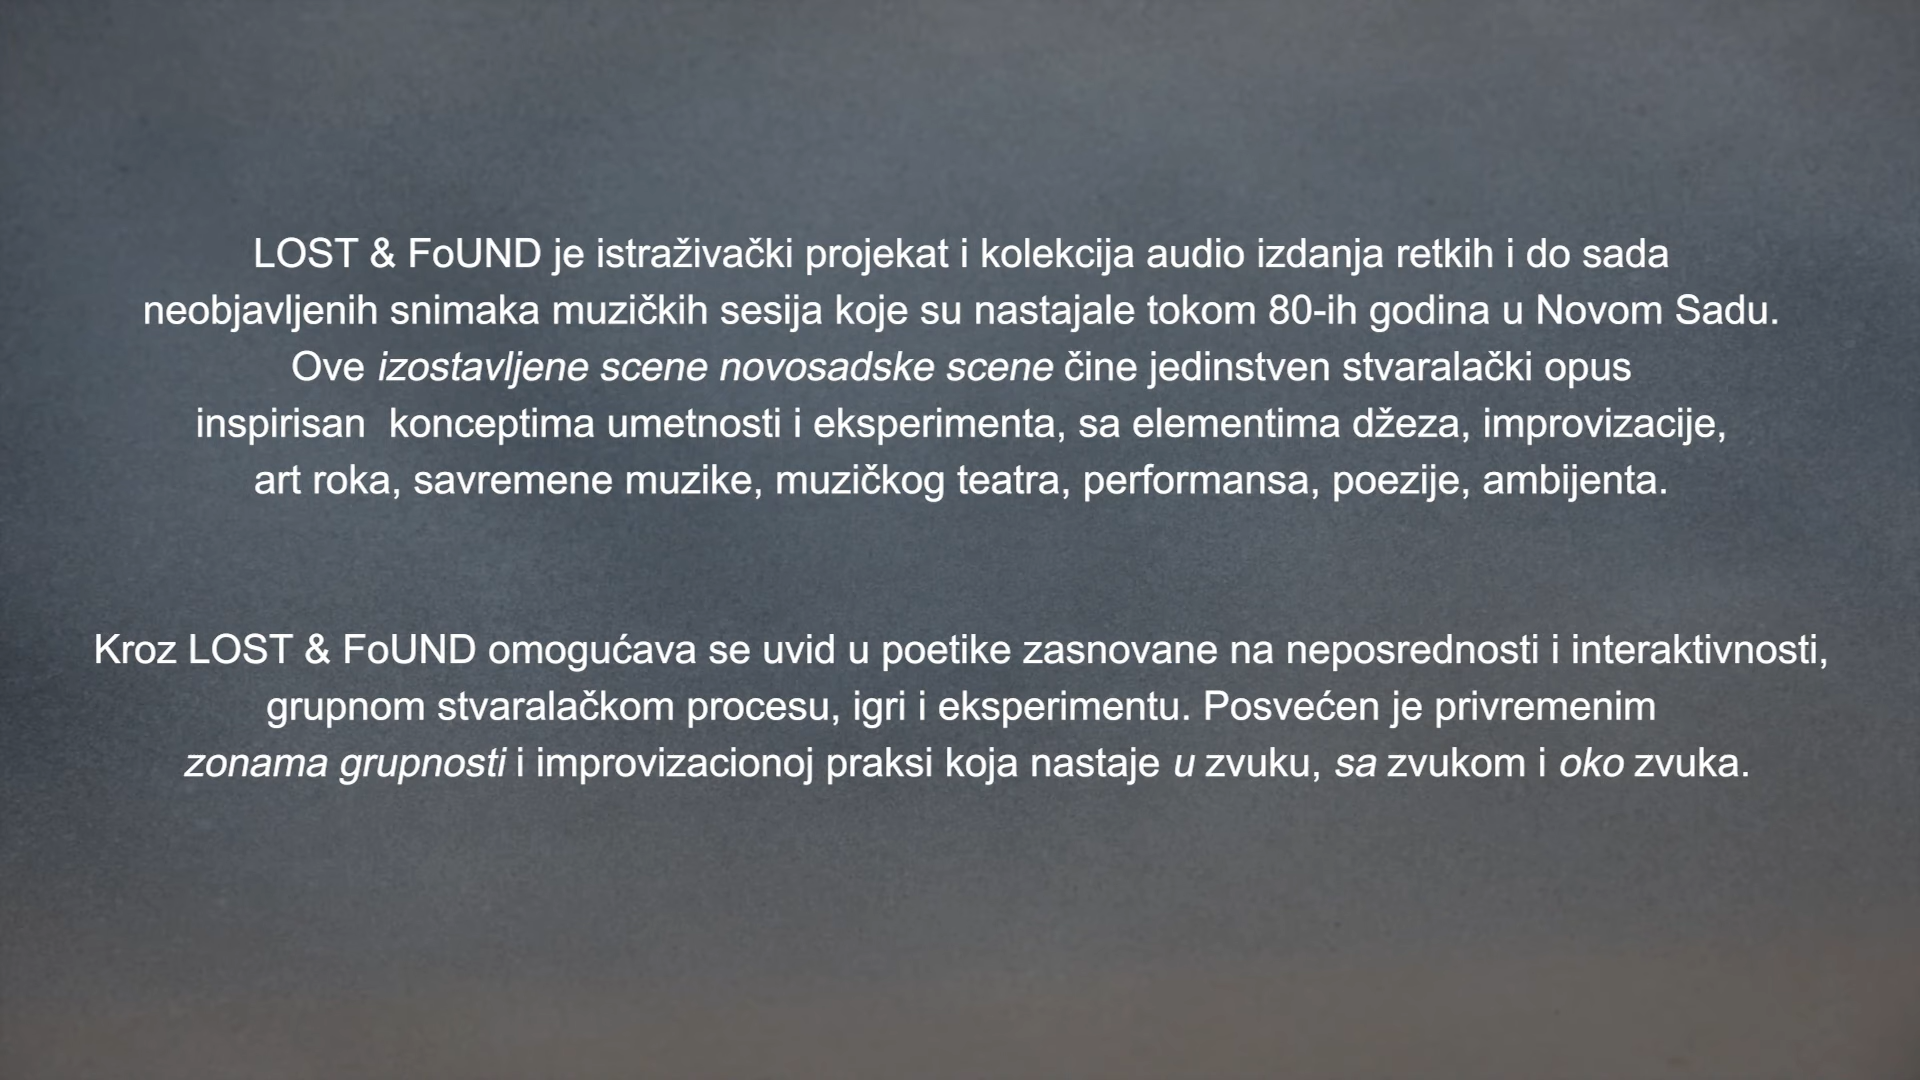 LOST & FoUND je istraživački projekat i kolekcija audio izdanja retkih i do sada
neobjavljenih snimaka muzičkih sesija koje su nastajale tokom 80-ih godina u Novom Sadu.
Ove izostavljene scene novosadske scene čine jedinstven stvaralački opus
inspirisan  konceptima umetnosti i eksperimenta, sa elementima džeza, improvizacije,
art roka, savremene muzike, muzičkog teatra, performansa, poezije, ambijenta.
Kroz LOST & FoUND omogućava se uvid u poetike zasnovane na neposrednosti i interaktivnosti,
grupnom stvaralačkom procesu, igri i eksperimentu. Posvećen je privremenim
zonama grupnosti i improvizacionoj praksi koja nastaje u zvuku, sa zvukom i oko zvuka.